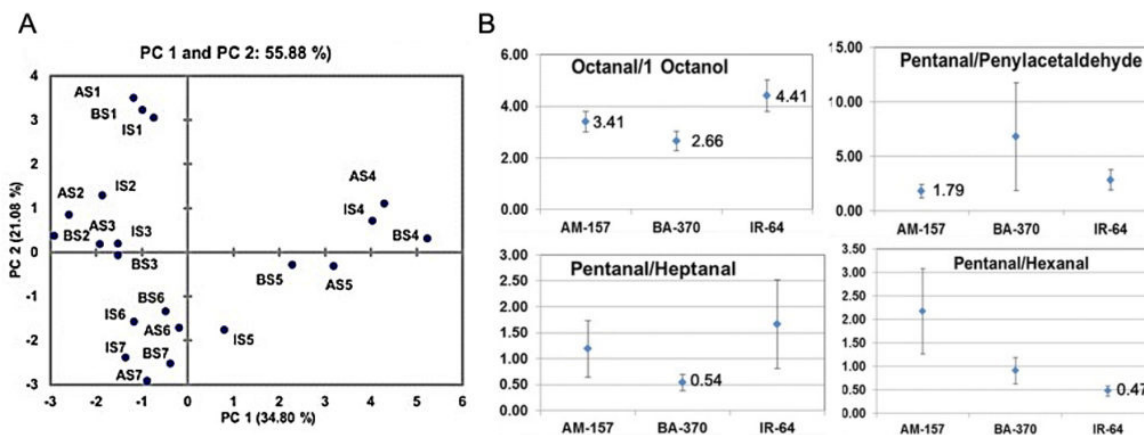 A
PC 1 and PC 2: 55.88 %)
4
3
2
1
0
-1
-2
-3
PC 2 (21.08 %)
AS1
BS1
IS1
AS2
IS2
AS3
IS3
BS2
BS3
AS4
IS4
BS4
BS5
AS5
BS6
IS6
AS6
IS5
IS7
BS7
AS7
-3 -2 -1 0 1 2 3 4 5 6
PC 1 (34.80 %)
B
Octanal/1 Octanol
6.00
4.00
2.00
0.00
3.41
2.66
4.41
AM-157 BA-370 IR-64
Pentanal/Penylacetaldehyde
15.00
10.00
5.00
0.00
1.79
AM-157 BA-370 IR-64
Pentanal/Heptanal
3.00
2.50
2.00
1.50
1.00
0.50
0.00
0.54
AM-157 BA-370 IR-64
Pentanal/Hexanal
3.50
3.00
2.50
2.00
1.50
1.00
0.50
0.00
0.47
AM-157 BA-370 IR-64